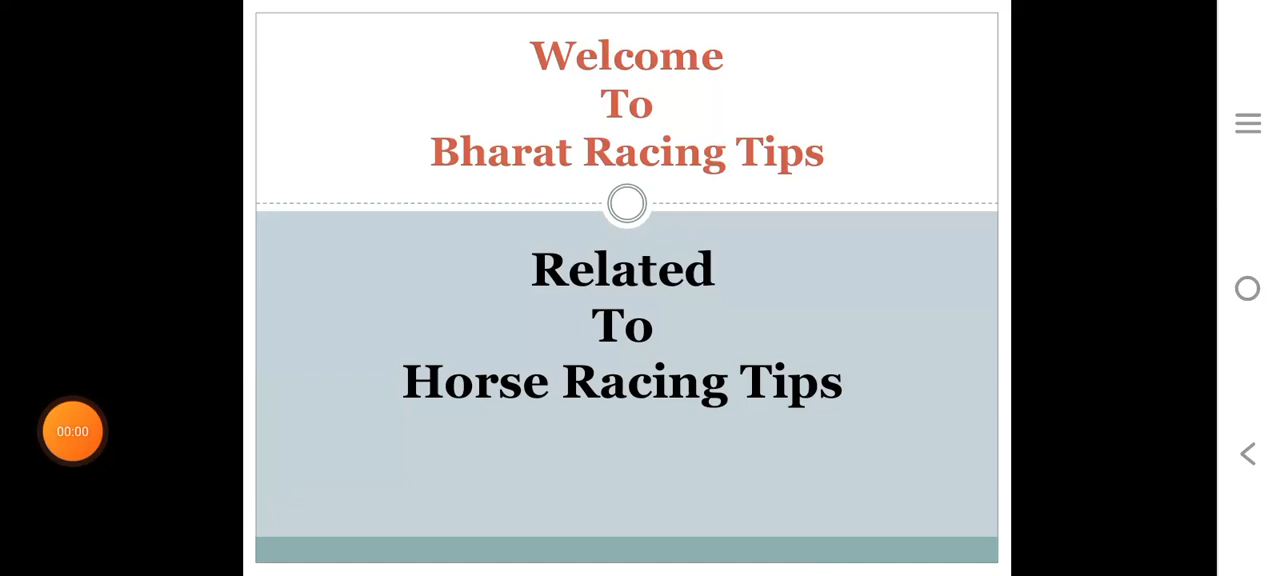 Welcome
To
Bharat Racing Tips
Related
To
Horse Racing Tips
00:00